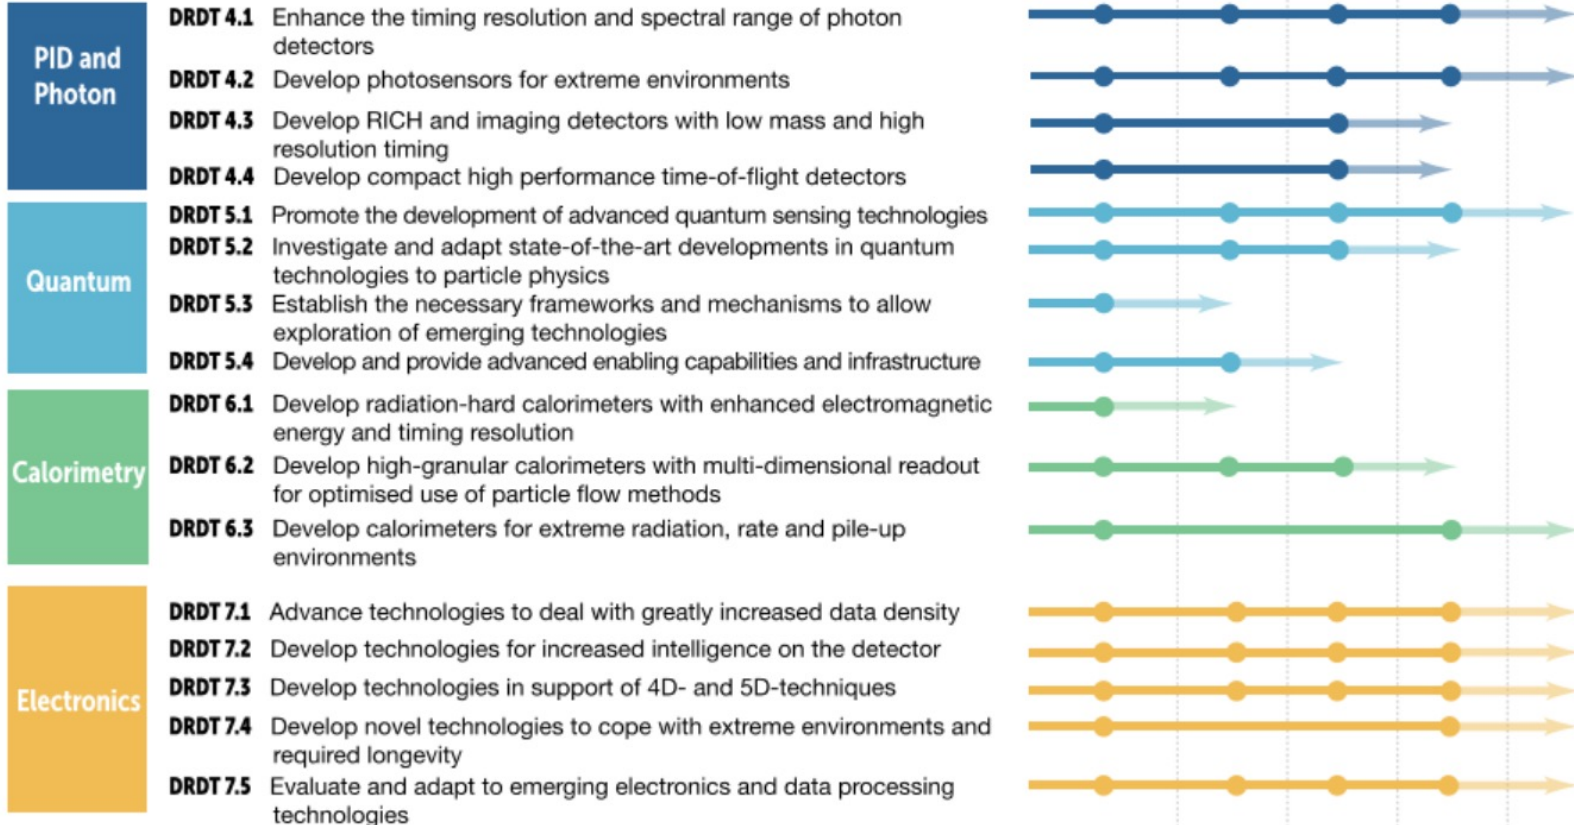 PID and
Photon
DRDT 4.1 Enhance the timing resolution and spectral range of photon
detectors
DRDT 4.2 Develop photosensors for extreme environments
DRDT 4.3 Develop RICH and imaging detectors with low mass and high
resolution timing
DRDT 4.4 Develop compact high performance time-of-flight detectors
Quantum
DRDT 5.1 Promote the development of advanced quantum sensing technologies
DRDT 5.2 Investigate and adapt state-of-the-art developments in quantum
technologies to particle physics
DRDT 5.3 Establish the necessary frameworks and mechanisms to allow
exploration of emerging technologies
DRDT 5.4 Develop and provide advanced enabling capabilities and infrastructure
Calorimetry
DRDT 6.1 Develop radiation-hard calorimeters with enhanced electromagnetic
energy and timing resolution
DRDT 6.2 Develop high-granular calorimeters with multi-dimensional readout
for optimised use of particle flow methods
DRDT 6.3 Develop calorimeters for extreme radiation, rate and pile-up
environments
Electronics
DRDT 7.1 Advance technologies to deal with greatly increased data density
DRDT 7.2 Develop technologies for increased intelligence on the detector
DRDT 7.3 Develop technologies in support of 4D- and 5D-techniques
DRDT 7.4 Develop novel technologies to cope with extreme environments and
required longevity
DRDT 7.5 Evaluate and adapt to emerging electronics and data processing
technologies